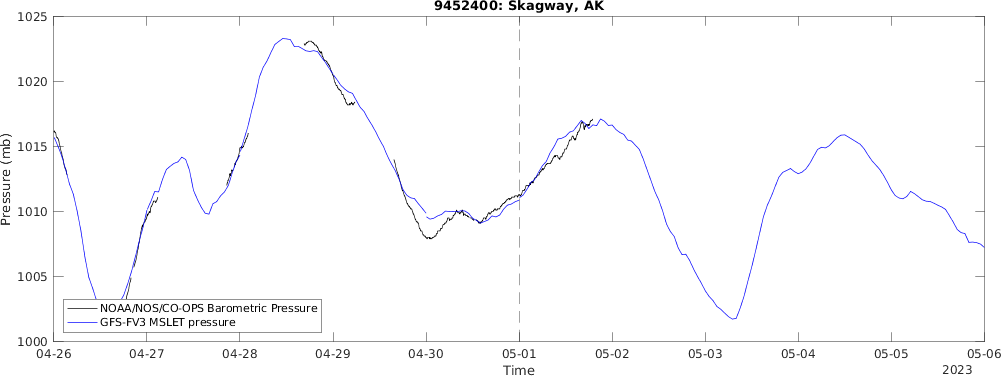 9452400: Skagway, AK
Pressure (mb)
1025
1020
1015
1010
1005
1000
NOAA/NOS/CO-OPS Barometric Pressure
GFS-FV3 MSLET pressure
04-26 04-27 04-28 04-29 04-30 05-01 05-02 05-03 05-04 05-05 05-06
Time
2023